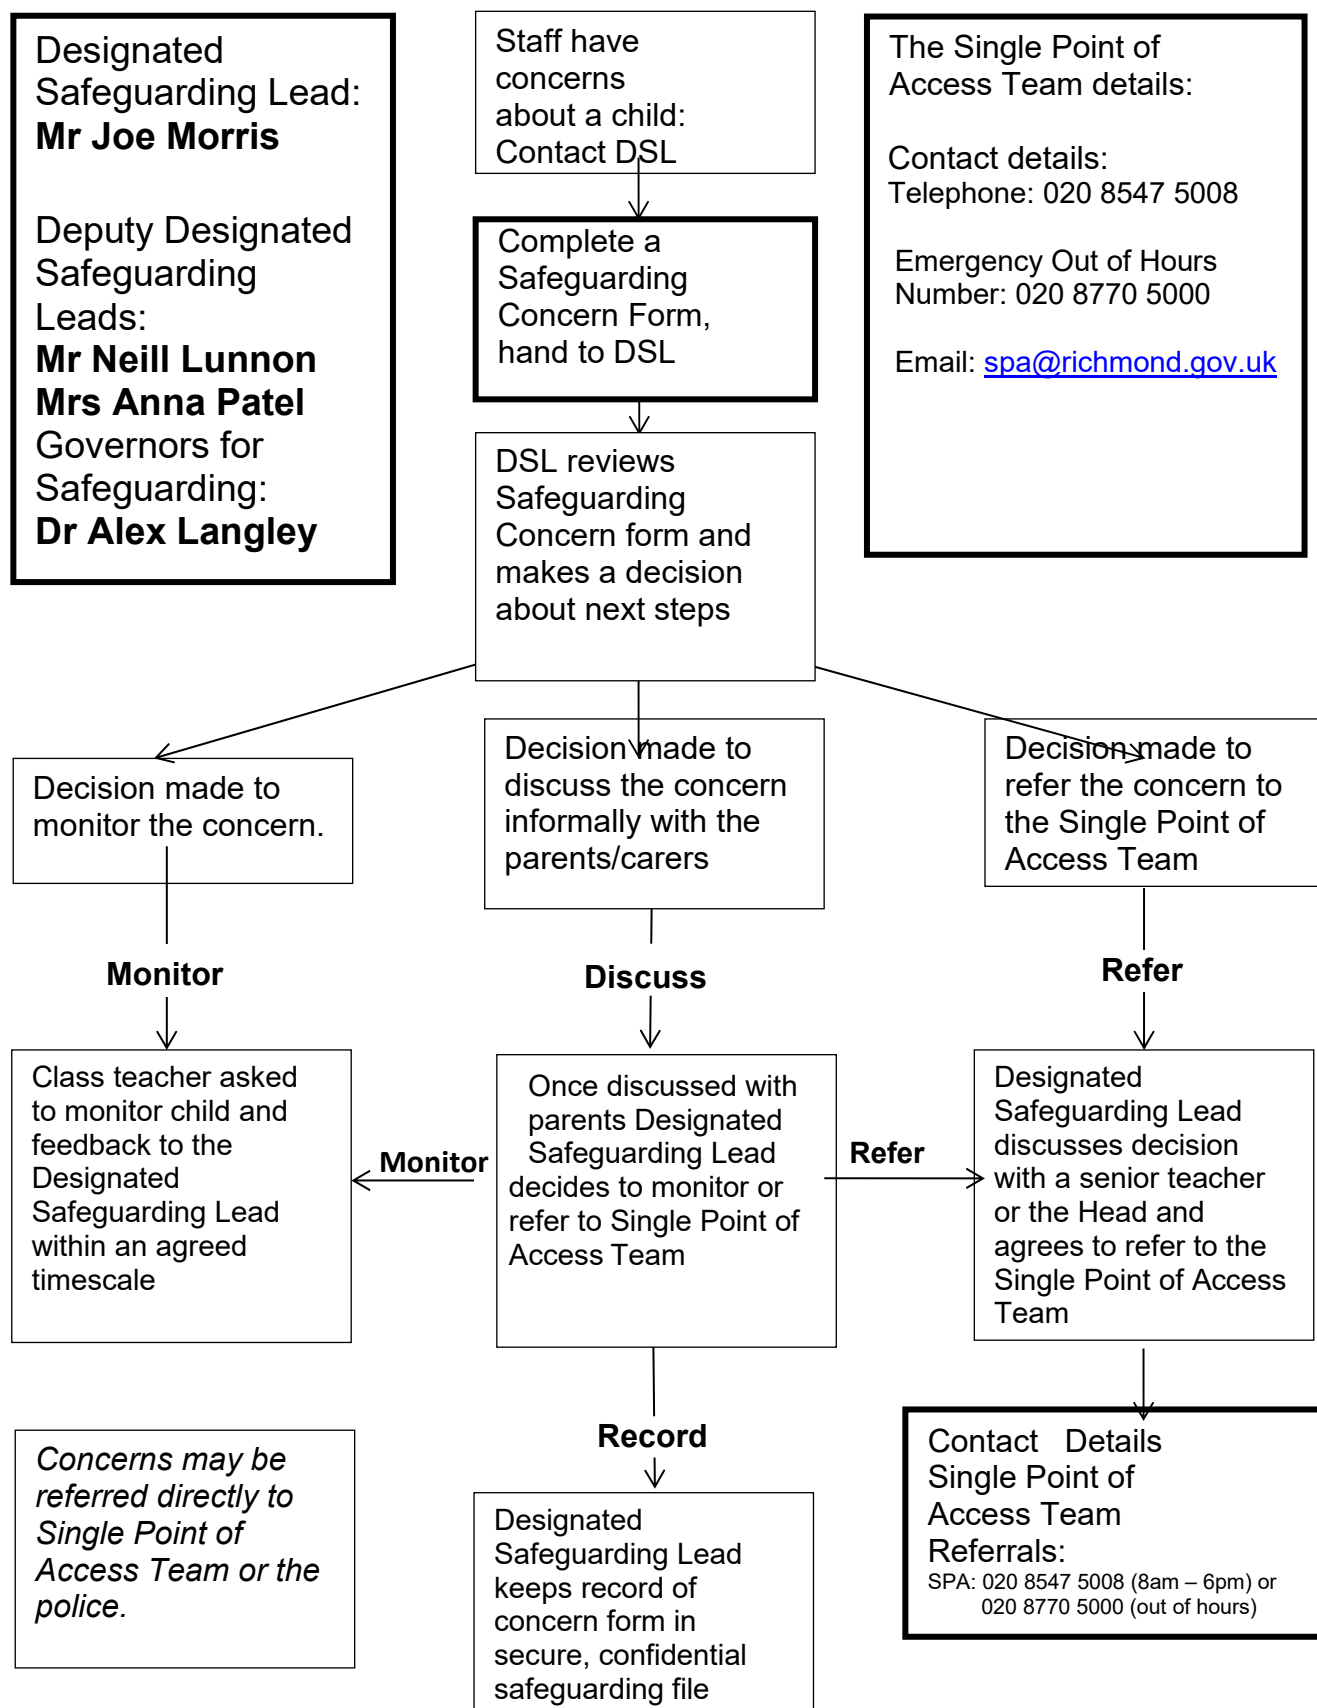 Designated
Safeguarding Lead:
Mr Joe Morris
Deputy Designated
Safeguarding
Leads:
Mr Neill Lunnon
Mrs Anna Patel
Governors for
Safeguarding:
Dr Alex Langley
Staff have
concerns
about a child:
Contact DSL
The Single Point of
Access Team details:
Contact details:
Telephone: 020 8547 5008
Emergency Out of Hours
Number: 020 8770 5000
Email: spa@richmond.gov.uk
Complete a
Safeguarding
Concern Form,
hand to DSL
DSL reviews
Safeguarding
Concern form and
makes a decision
about next steps
Decision made to
monitor the concern.
Decision made to
discuss the concern
informally with the
parents/carers
Decision made to
refer the concern to
the Single Point of
Access Team
Monitor
Discuss
Refer
Class teacher asked
to monitor child and
feedback to the
Designated
Safeguarding Lead
within an agreed
timescale
Monitor
Once discussed with
parents Designated
Safeguarding Lead
decides to monitor or
refer to Single Point of
Access Team
Refer
Designated
Safeguarding Lead
discusses decision
with a senior teacher
or the Head and
agrees to refer to the
Single Point of Access
Team
Concerns may be
referred directly to
Single Point of
Access Team or the
police.
Record
Designated
Safeguarding Lead
keeps record of
concern form in
secure, confidential
safeguarding file
Contact Details
Single Point of
Access Team
Referrals:
SPA: 020 8547 5008 (8am – 6pm) or
020 8770 5000 (out of hours)